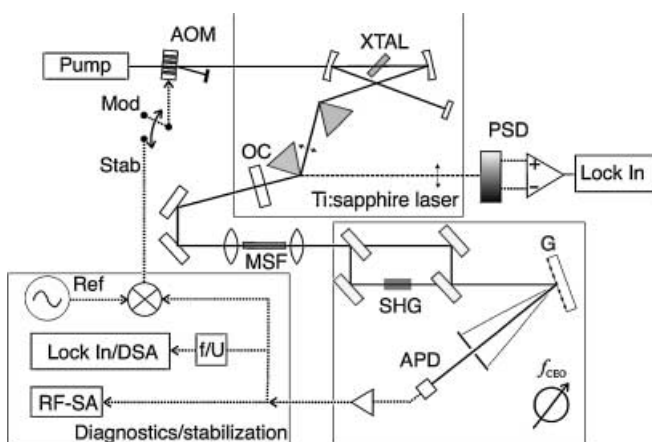 AOM
XTAL
Pump
Mod
PSD
OC
Stab
+
−
Lock In
Ti:sapphire laser
MSF
G
Ref
SHG
Lock In/DSA
f/U
APD
fCEO
RF-SA
Diagnostics/stabilization